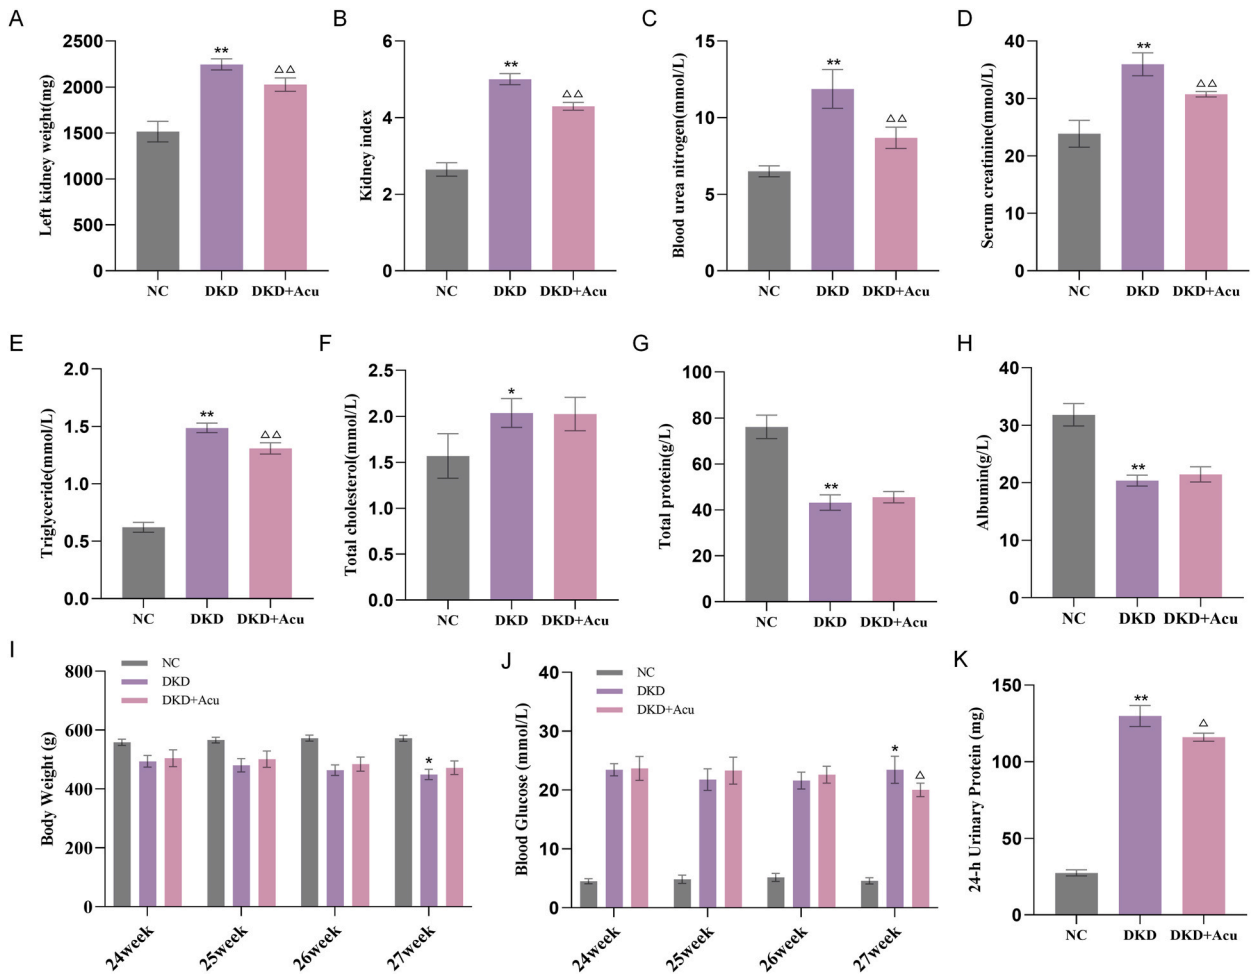 A
Left kidney weight(mg)
2500
2000
1500
1000
500
0
**
△△
NC
DKD
DKD+Acu
B
Kidney index
6
4
2
0
**
△△
NC
DKD
DKD+Acu
C
Blood urea nitrogen(mmol/L)
15
10
5
0
**
△△
NC
DKD
DKD+Acu
D
Serum creatinine(mmol/L)
40
30
20
10
0
**
△△
NC
DKD
DKD+Acu
E
Triglyceride(mmol/L)
2.0
1.5
1.0
0.5
0.0
**
△△
NC
DKD
DKD+Acu
F
Total cholesterol(mmol/L)
2.5
2.0
1.5
1.0
0.5
0.0
*
NC
DKD
DKD+Acu
G
Total protein(g/L)
100
80
60
40
20
0
**
NC
DKD
DKD+Acu
H
Albumin(g/L)
40
30
20
10
0
**
NC
DKD
DKD+Acu
I
Body Weight (g)
800
600
400
200
0
NC
DKD
DKD+Acu
*
24week
25week
26week
27week
J
Blood Glucose (mmol/L)
40
30
20
10
0
NC
DKD
DKD+Acu
*
△
24week
25week
26week
27week
K
24-h Urinary Protein (mg)
150
100
50
0
**
△
NC
DKD
DKD+Acu